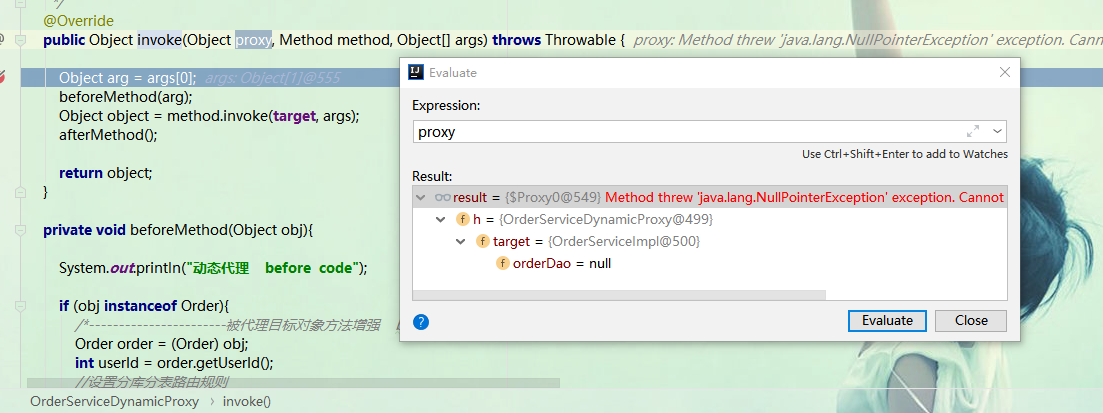 */
@Override
public Object invoke(Object proxy, Method method, Object[] args) throws Throwable { proxy: Method threw 'java.lang.NullPointerException' exception. Cannot
Object arg = args[0]; args: Object[1]@555
beforeMethod(arg);
Object object = method.invoke(target, args);
afterMethod();
return object;
}
private void beforeMethod(Object obj){
System.out.println("动态代理 before code");
if (obj instanceof Order){
/*-----------------------被代理目标对象方法增强
Order order = (Order) obj;
int userId = order.getUserId();
//设置分库分表路由规则
OrderServiceDynamicProxy › invoke()
Evaluate
Expression:
proxy
Use Ctrl+Shift+Enter to add to Watches
Result:
result = {$Proxy0@549} Method threw 'java.lang.NullPointerException' exception. Cannot
h = {OrderServiceDynamicProxy@499}
target = {OrderServiceImpl@500}
orderDao = null
Evaluate
Close